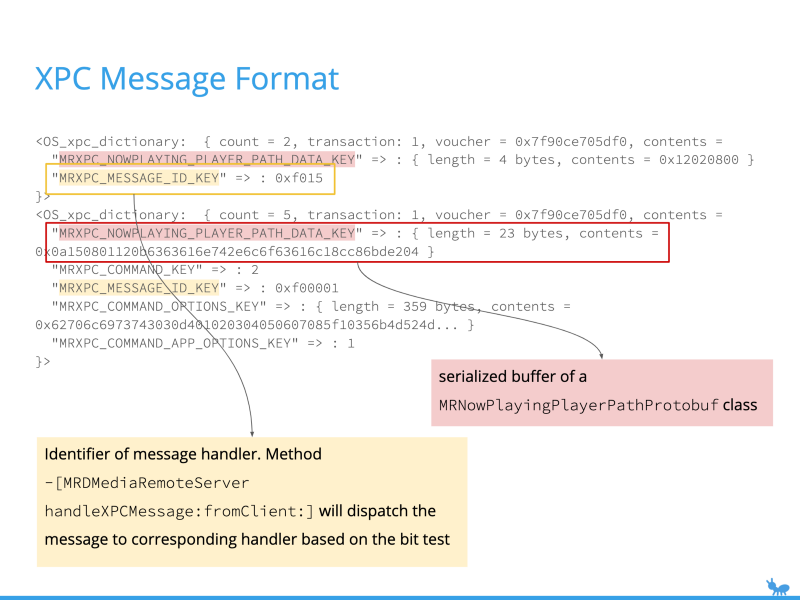 XPC Message Format
<OS_xpc_dictionary:  { count = 2, transaction: 1, voucher = 0x7f90ce705df0, contents =
  "MRXPC_NOWPLAYING_PLAYER_PATH_DATA_KEY" => : { length = 4 bytes, contents = 0x12020800 }
  "MRXPC_MESSAGE_ID_KEY" => : 0xf015
}>
<OS_xpc_dictionary:  { count = 5, transaction: 1, voucher = 0x7f90ce705df0, contents =
  "MRXPC_NOWPLAYING_PLAYER_PATH_DATA_KEY" => : { length = 23 bytes, contents =
0x0a150801120b6363616e742e6c6f63616c18cc86bde204 }
  "MRXPC_COMMAND_KEY" => : 2
  "MRXPC_MESSAGE_ID_KEY" => : 0xf00001
  "MRXPC_COMMAND_OPTIONS_KEY" => : { length = 359 bytes, contents =
0x62706c6973743030d401020304050607085f10356b4d524d... }
  "MRXPC_COMMAND_APP_OPTIONS_KEY" => : 1
}>
serialized buffer of a
MRNowPlayingPlayerPathProtobuf class
Identifier of message handler. Method
-[MRDMediaRemoteServer
handleXPCMessage:fromClient:] will dispatch the
message to corresponding handler based on the bit test